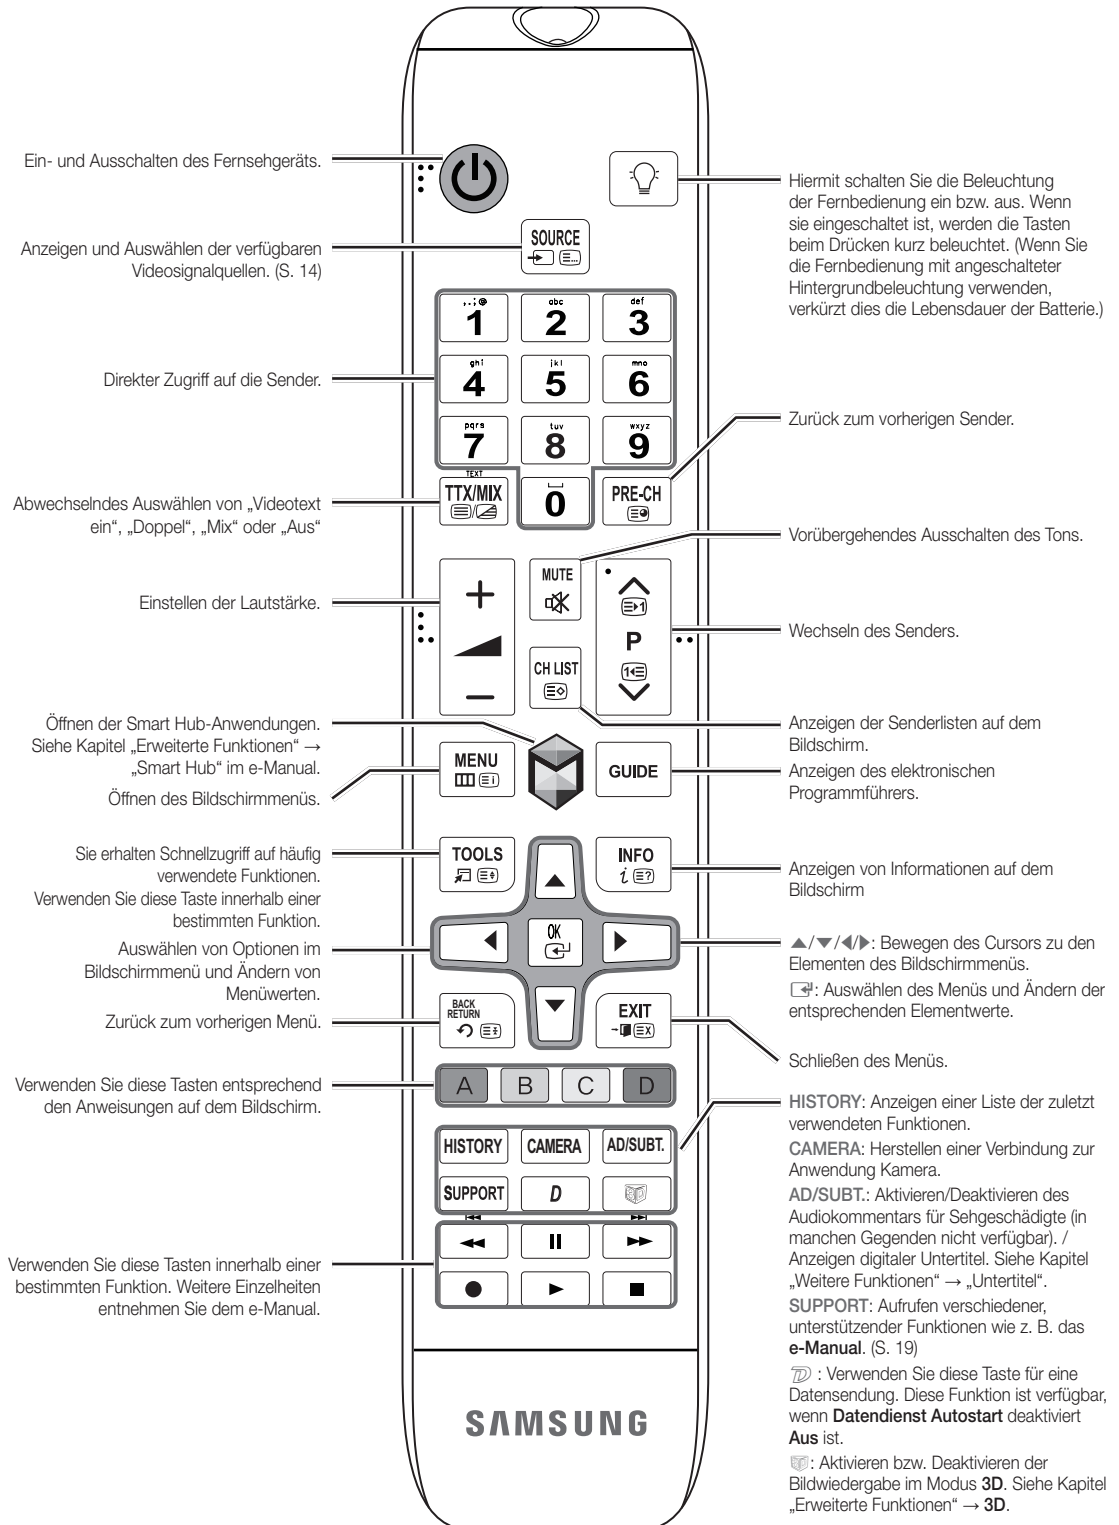 Ein- und Ausschalten des Fernsehgeräts.
Anzeigen und Auswählen der verfügbaren
Videosignalquellen. (S. 14)
Direkter Zugriff auf die Sender.
Abwechselndes Auswählen von „Videotext
ein“, „Doppel“, „Mix“ oder „Aus“
Einstellen der Lautstärke.
Öffnen der Smart Hub-Anwendungen.
Siehe Kapitel „Erweiterte Funktionen“ →
„Smart Hub“ im e-Manual.
Öffnen des Bildschirmmenüs.
Sie erhalten Schnellzugriff auf häufig
verwendete Funktionen.
Verwenden Sie diese Taste innerhalb einer
bestimmten Funktion.
Auswählen von Optionen im
Bildschirmmenü und Ändern von
Menüwerten.
Zurück zum vorherigen Menü.
Verwenden Sie diese Tasten entsprechend
den Anweisungen auf dem Bildschirm.
Verwenden Sie diese Tasten innerhalb einer
bestimmten Funktion. Weitere Einzelheiten
entnehmen Sie dem e-Manual.
SOURCE
,.;@ abc def
1 2 3
ghi jkl mno
4 5 6
pqrs tuv wxyz
7 8 9
TEXT
TTX/MIX 0 PRE-CH
MUTE
P
CH LIST
MENU GUIDE
TOOLS INFO
OK
BACK
RETURN
EXIT
A B C D
HISTORY CAMERA AD/SUBT.
SUPPORT D
SAMSUNG
Hiermit schalten Sie die Beleuchtung
der Fernbedienung ein bzw. aus. Wenn
sie eingeschaltet ist, werden die Tasten
beim Drücken kurz beleuchtet. (Wenn Sie
die Fernbedienung mit angeschalteter
Hintergrundbeleuchtung verwenden,
verkürzt dies die Lebensdauer der Batterie.)
Zurück zum vorherigen Sender.
Vorübergehendes Ausschalten des Tons.
Wechseln des Senders.
Anzeigen der Senderlisten auf dem
Bildschirm.
Anzeigen des elektronischen
Programmführers.
Anzeigen von Informationen auf dem
Bildschirm
▲/▼/◀/▶: Bewegen des Cursors zu den
Elementen des Bildschirmmenüs.
: Auswählen des Menüs und Ändern der
entsprechenden Elementwerte.
Schließen des Menüs.
HISTORY: Anzeigen einer Liste der zuletzt
verwendeten Funktionen.
CAMERA: Herstellen einer Verbindung zur
Anwendung Kamera.
AD/SUBT.: Aktivieren/Deaktivieren des
Audiokommentars für Sehgeschädigte (in
manchen Gegenden nicht verfügbar). /
Anzeigen digitaler Untertitel. Siehe Kapitel
„Weitere Funktionen“ → „Untertitel“.
SUPPORT: Aufrufen verschiedener,
unterstützender Funktionen wie z. B. das
e-Manual. (S. 19)
: Verwenden Sie diese Taste für eine
Datensendung. Diese Funktion ist verfügbar,
wenn Datendienst Autostart deaktiviert
Aus ist.
: Aktivieren bzw. Deaktivieren der
Bildwiedergabe im Modus 3D. Siehe Kapitel
„Erweiterte Funktionen“ → 3D.